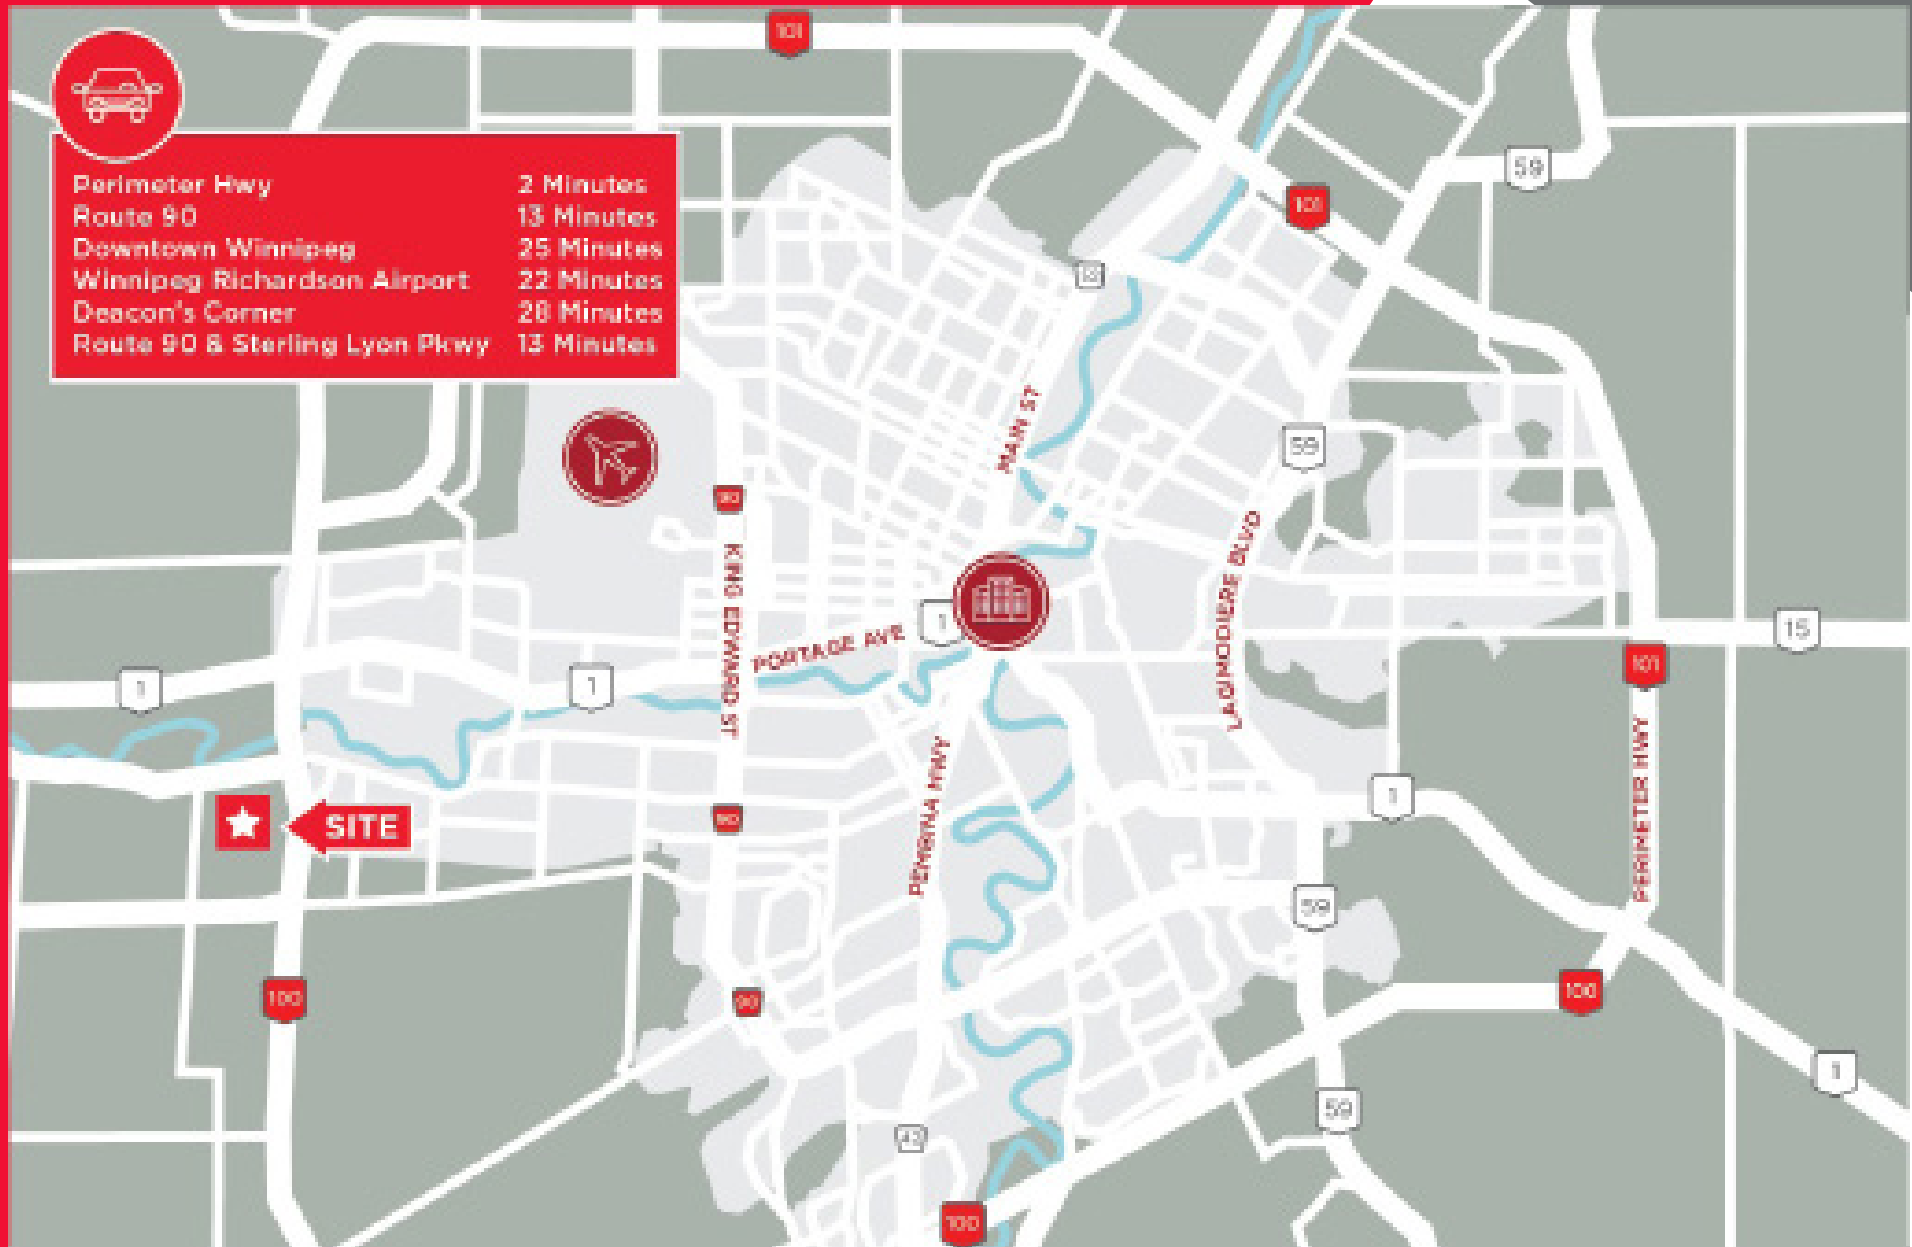 101
Perimeter Hwy 2 Minutes
Route 90 13 Minutes
Downtown Winnipeg 25 Minutes
Winnipeg Richardson Airport 22 Minutes
Deacon's Corner 28 Minutes
Route 90 & Sterling Lyon Pkwy 13 Minutes
59
101
MAIN ST
59
90
KING EDWARD ST
LAGIMODIERE BLVD
PORTAGE AVE
1
15
101
1
1
PEMBINA HWY
PERIMETER HWY
1
SITE
90
59
100
90
100
1
59
42
100